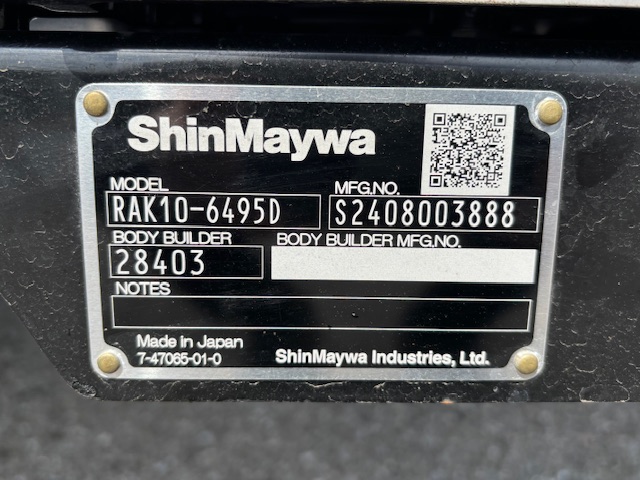 ShinMaywa
MODEL MFG.NO.
RAK10-6495D S2408003888
BODY BUILDER BODY BUILDER MFG.NO.
28403
NOTES
Made in Japan
7-47065-01-0 ShinMaywa Industries, Ltd.